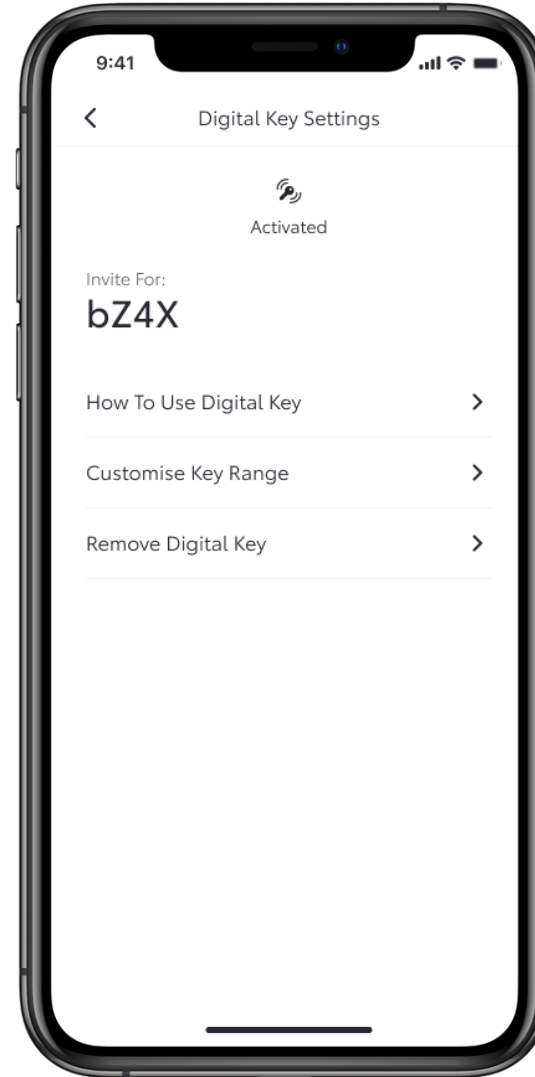 9:41
Digital Key Settings
Activated
Invite For:
bZ4X
How To Use Digital Key
Customise Key Range
Remove Digital Key